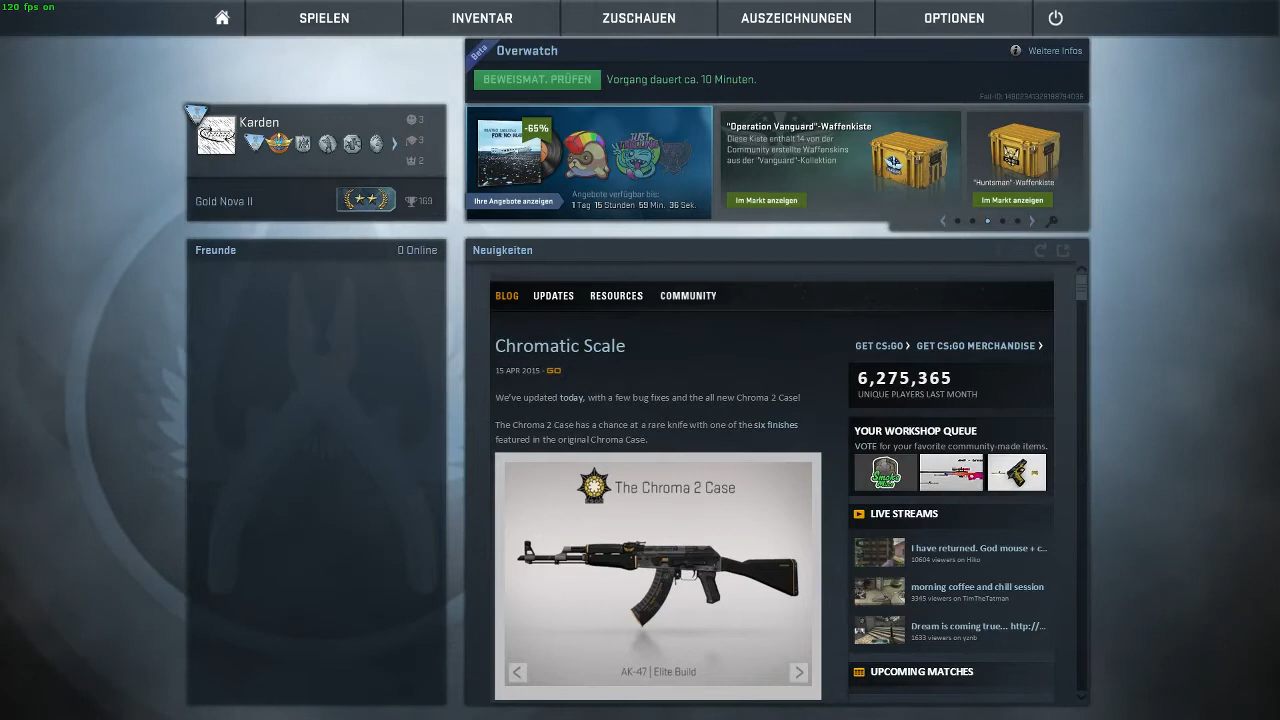 120 fps on
SPIELEN
INVENTAR
ZUSCHAUEN
AUSZEICHNUNGEN
OPTIONEN
Beta
Overwatch
Weitere Infos
BEWEISMAT. PRÜFEN
Vorgang dauert ca. 10 Minuten.
Karden
3
3
2
Gold Nova II
169
-65%
Angebote verfügbar bis:
Ihre Angebote anzeigen
1 Tag 15 Stunden 59 Min. 36 Sek.
"Operation Vanguard"-Waffenkiste
Diese Kiste enthält 14 von der
Community erstellte Waffenskins
aus der "Vanguard"-Kollektion
Im Markt anzeigen
"Huntsman"-Waffenkiste
Im Markt anzeigen
Freunde
0 Online
Neuigkeiten
BLOG
UPDATES
RESOURCES
COMMUNITY
Chromatic Scale
15 APR 2015 - GO
We've updated today, with a few bug fixes and the all new Chroma 2 Case!
The Chroma 2 Case has a chance at a rare knife with one of the six finishes
featured in the original Chroma Case.
The Chroma 2 Case
AK-47 | Elite Build
GET CS:GO
GET CS:GO MERCHANDISE
6,275,365
UNIQUE PLAYERS LAST MONTH
YOUR WORKSHOP QUEUE
VOTE for your favorite community-made items.
LIVE STREAMS
I have returned. God mouse + c...
10604 viewers on Hiko
morning coffee and chill session
3345 viewers on TimTheTatman
Dream is coming true... http://...
1633 viewers on yznb
UPCOMING MATCHES